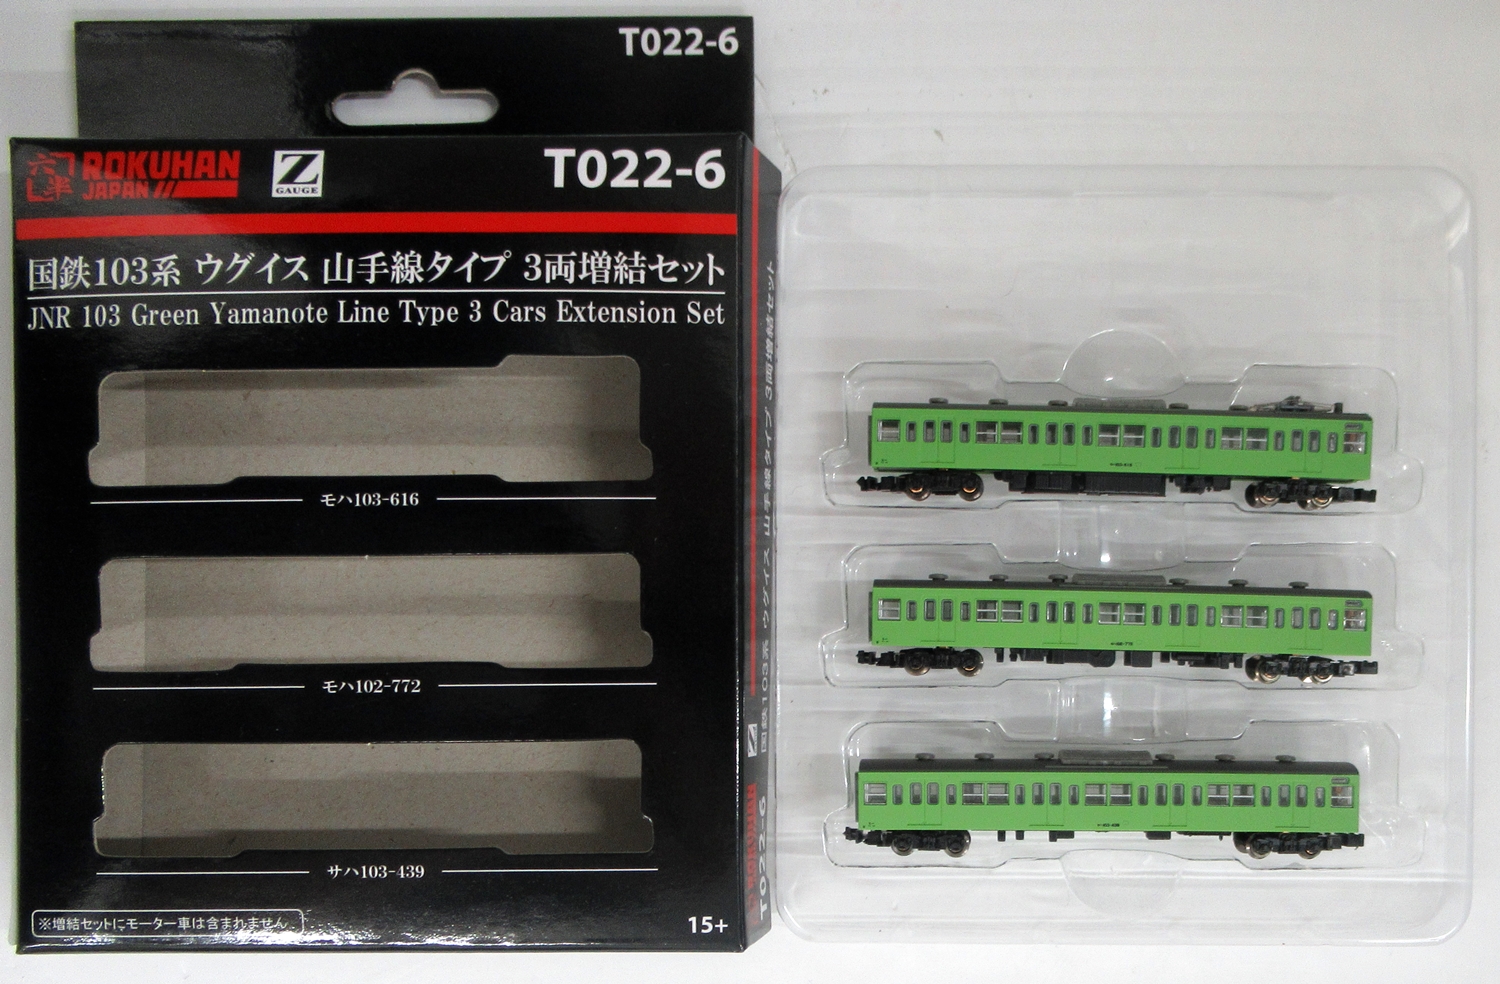 T022-6
六半
ROKUHAN
JAPAN
Z
GAUGE
T022-6
国鉄103系 ウグイス 山手線タイプ 3両増結セット
JNR 103 Green Yamanote Line Type 3 Cars Extension Set
モハ103-616
モハ102-772
サハ103-439
※増結セットにモーター車は含まれません
15+
国鉄103系 ウグイス 山手線タイプ 3両増結セット
Z
ROKUHAN
T022-6